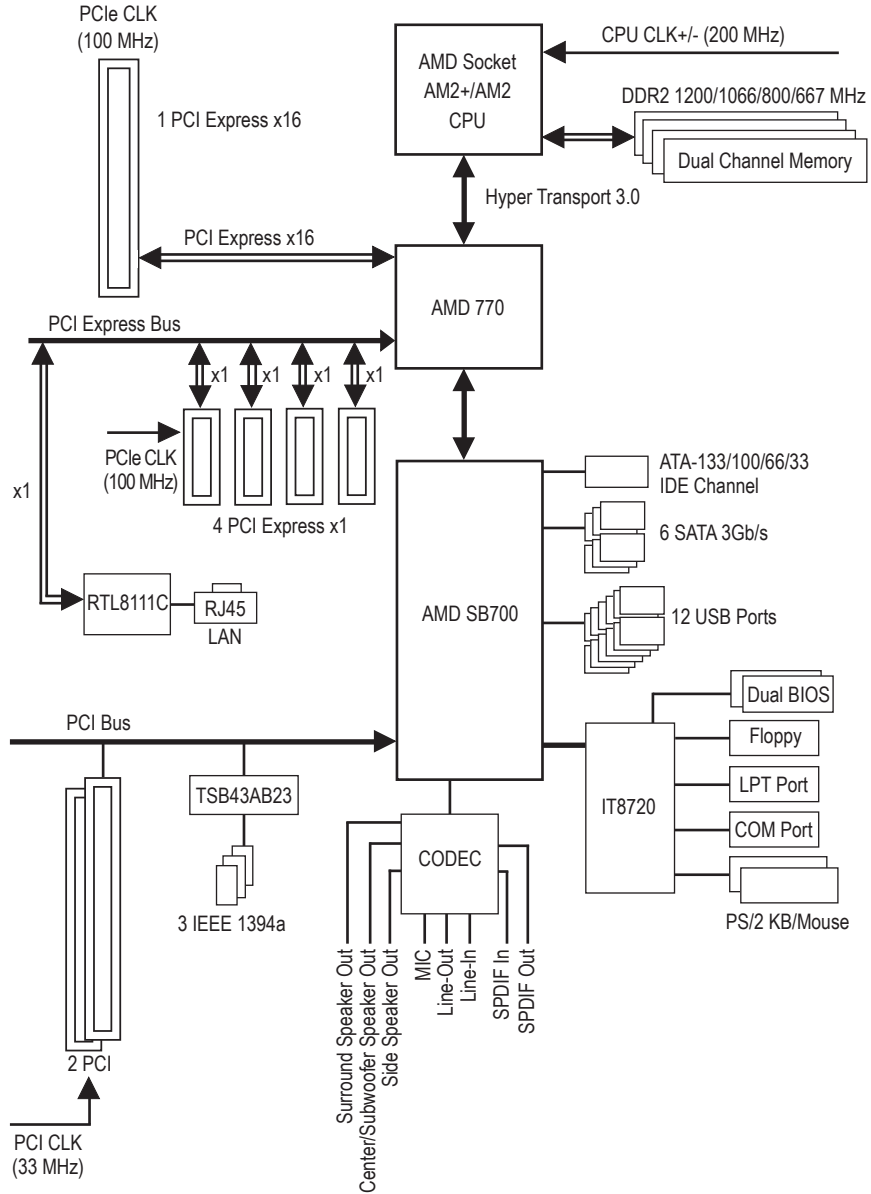 PCIe CLK
(100 MHz)
AMD Socket
AM2+/AM2
CPU
CPU CLK+/- (200 MHz)
DDR2 1200/1066/800/667 MHz
Dual Channel Memory
1 PCI Express x16
Hyper Transport 3.0
PCI Express x16
AMD 770
PCI Express Bus
x1
x1
x1
x1
PCIe CLK
(100 MHz)
x1
4 PCI Express x1
ATA-133/100/66/33
IDE Channel
6 SATA 3Gb/s
RTL8111C
RJ45
LAN
AMD SB700
12 USB Ports
Dual BIOS
PCI Bus
Floppy
TSB43AB23
LPT Port
IT8720
COM Port
CODEC
PS/2 KB/Mouse
3 IEEE 1394a
Surround Speaker Out
Center/Subwoofer Speaker Out
Side Speaker Out
MIC
Line-Out
Line-In
SPDIF In
SPDIF Out
2 PCI
PCI CLK
(33 MHz)